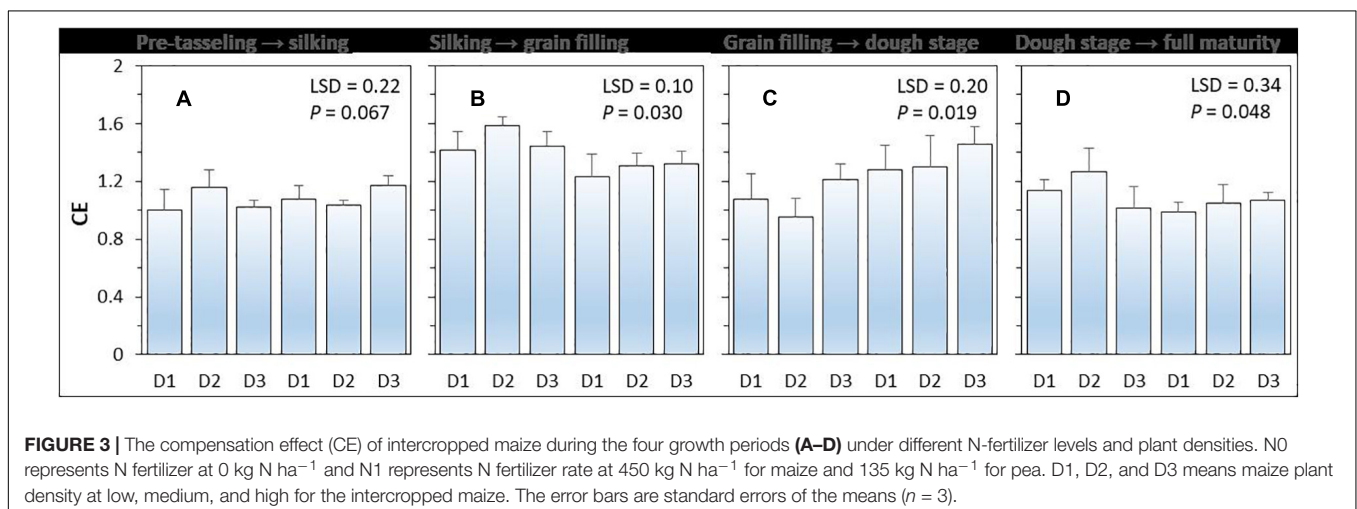 Pre-tasseling → silking
Silking → grain filling
Grain filling → dough stage
Dough stage → full maturity
2
1.6
1.2
0.8
0.4
0
CE
A
LSD = 0.22
P = 0.067
B
LSD = 0.10
P = 0.030
C
LSD = 0.20
P = 0.019
D
LSD = 0.34
P = 0.048
D1 D2 D3 D1 D2 D3
D1 D2 D3 D1 D2 D3
D1 D2 D3 D1 D2 D3
D1 D2 D3 D1 D2 D3
FIGURE 3 | The compensation effect (CE) of intercropped maize during the four growth periods (A–D) under different N-fertilizer levels and plant densities. N0
represents N fertilizer at 0 kg N ha−1 and N1 represents N fertilizer rate at 450 kg N ha−1 for maize and 135 kg N ha−1 for pea. D1, D2, and D3 means maize plant
density at low, medium, and high for the intercropped maize. The error bars are standard errors of the means (n = 3).